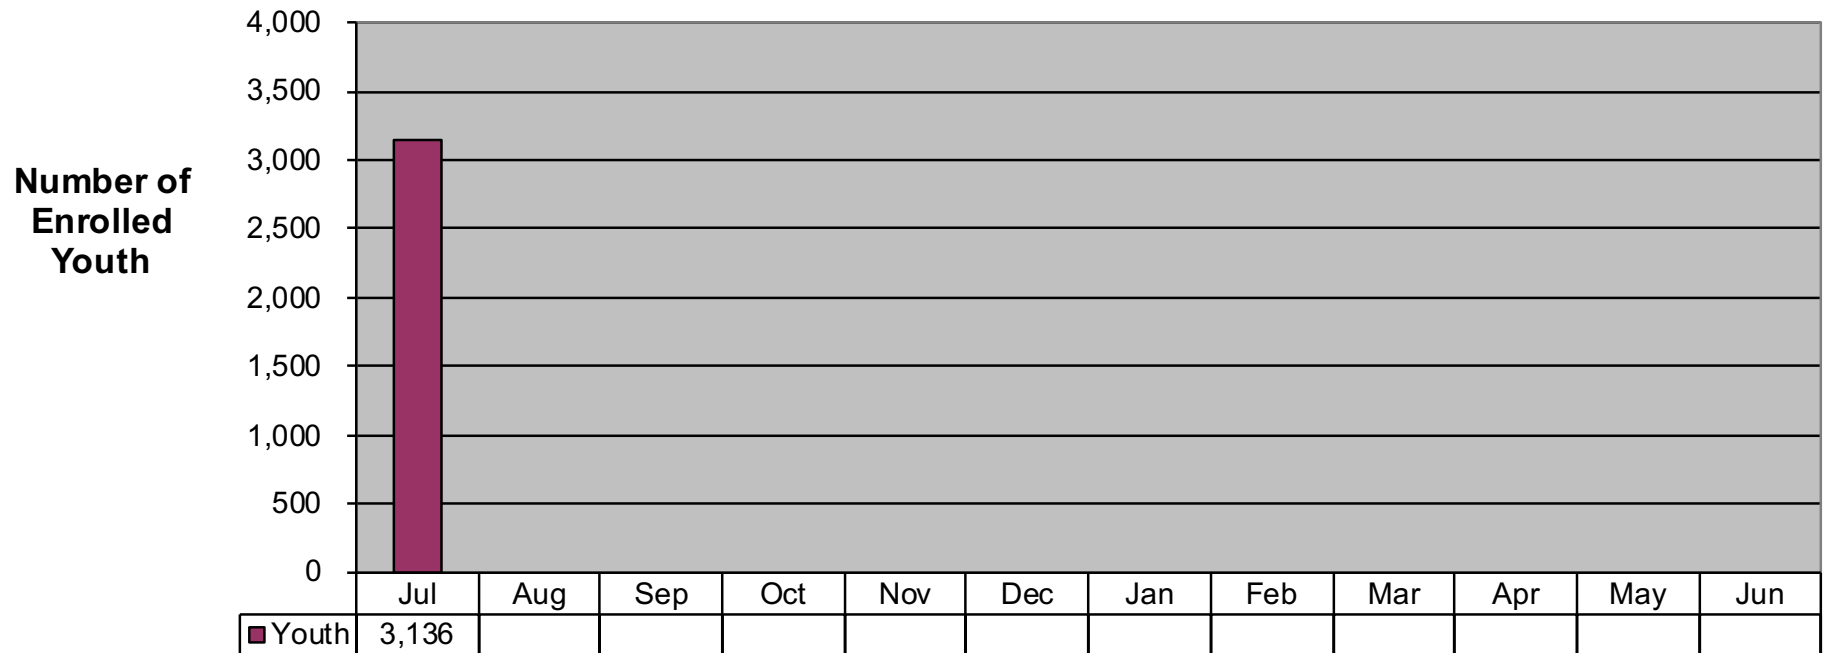 Number of
Enrolled
Youth
4,000
3,500
3,000
2,500
2,000
1,500
1,000
500
0
Jul Aug Sep Oct Nov Dec Jan Feb Mar Apr May Jun
Youth 3,136